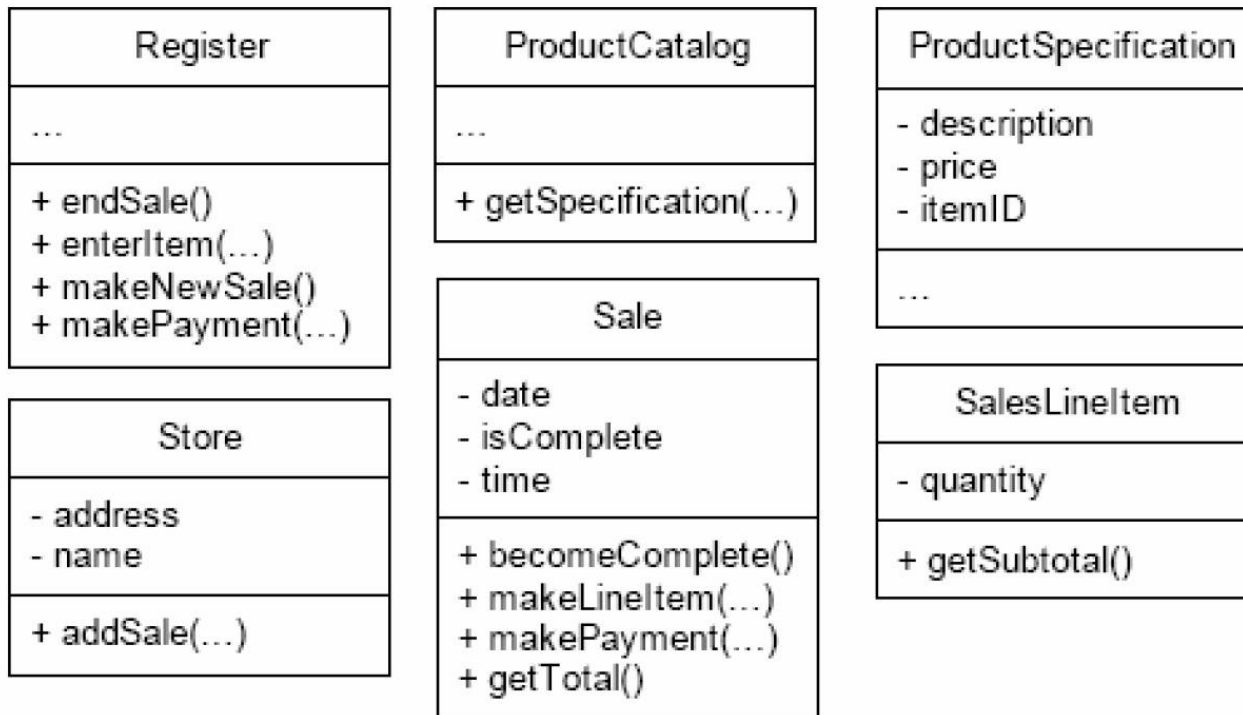 Register
...
+ endSale()
+ enterItem(...)
+ makeNewSale()
+ makePayment(...)
ProductCatalog
...
+ getSpecification(...)
ProductSpecification
- description
- price
- itemID
...
Store
- address
- name
+ addSale(...)
Sale
- date
- isComplete
- time
+ becomeComplete()
+ makeLineItem(...)
+ makePayment(...)
+ getTotal()
SalesLineItem
- quantity
+ getSubtotal()